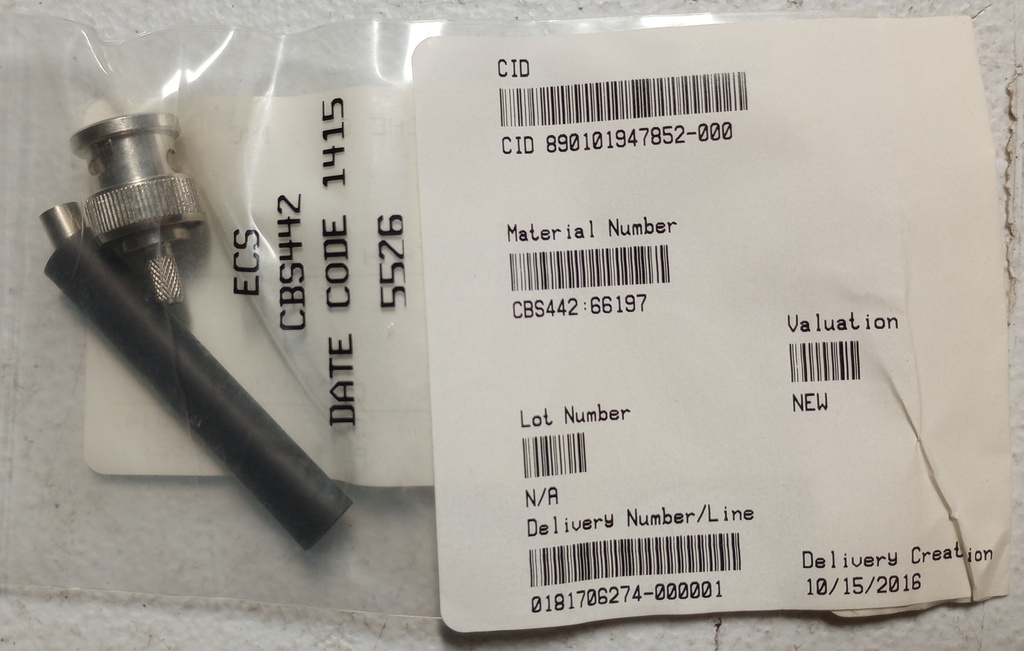 ECS
CBS442
DATE CODE 1415
5526
CID
CID 890101947852-000
Material Number
CBS442:66197
Valuation
NEW
Lot Number
N/A
Delivery Number/Line
0181706274-000001
Delivery Creation
10/15/2016